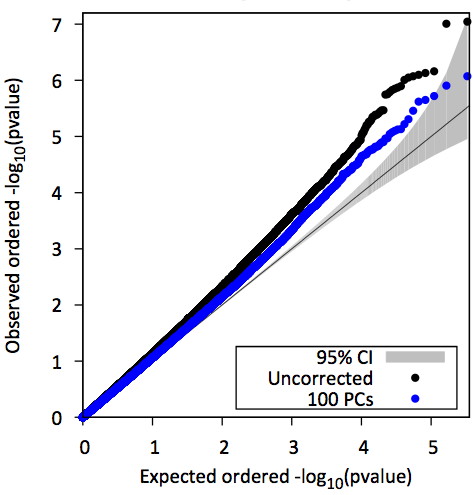 7
6
5
4
3
2
1
0
Observed ordered -log10(pvalue)
95% CI
Uncorrected
100 PCs
0 1 2 3 4 5
Expected ordered -log10(pvalue)